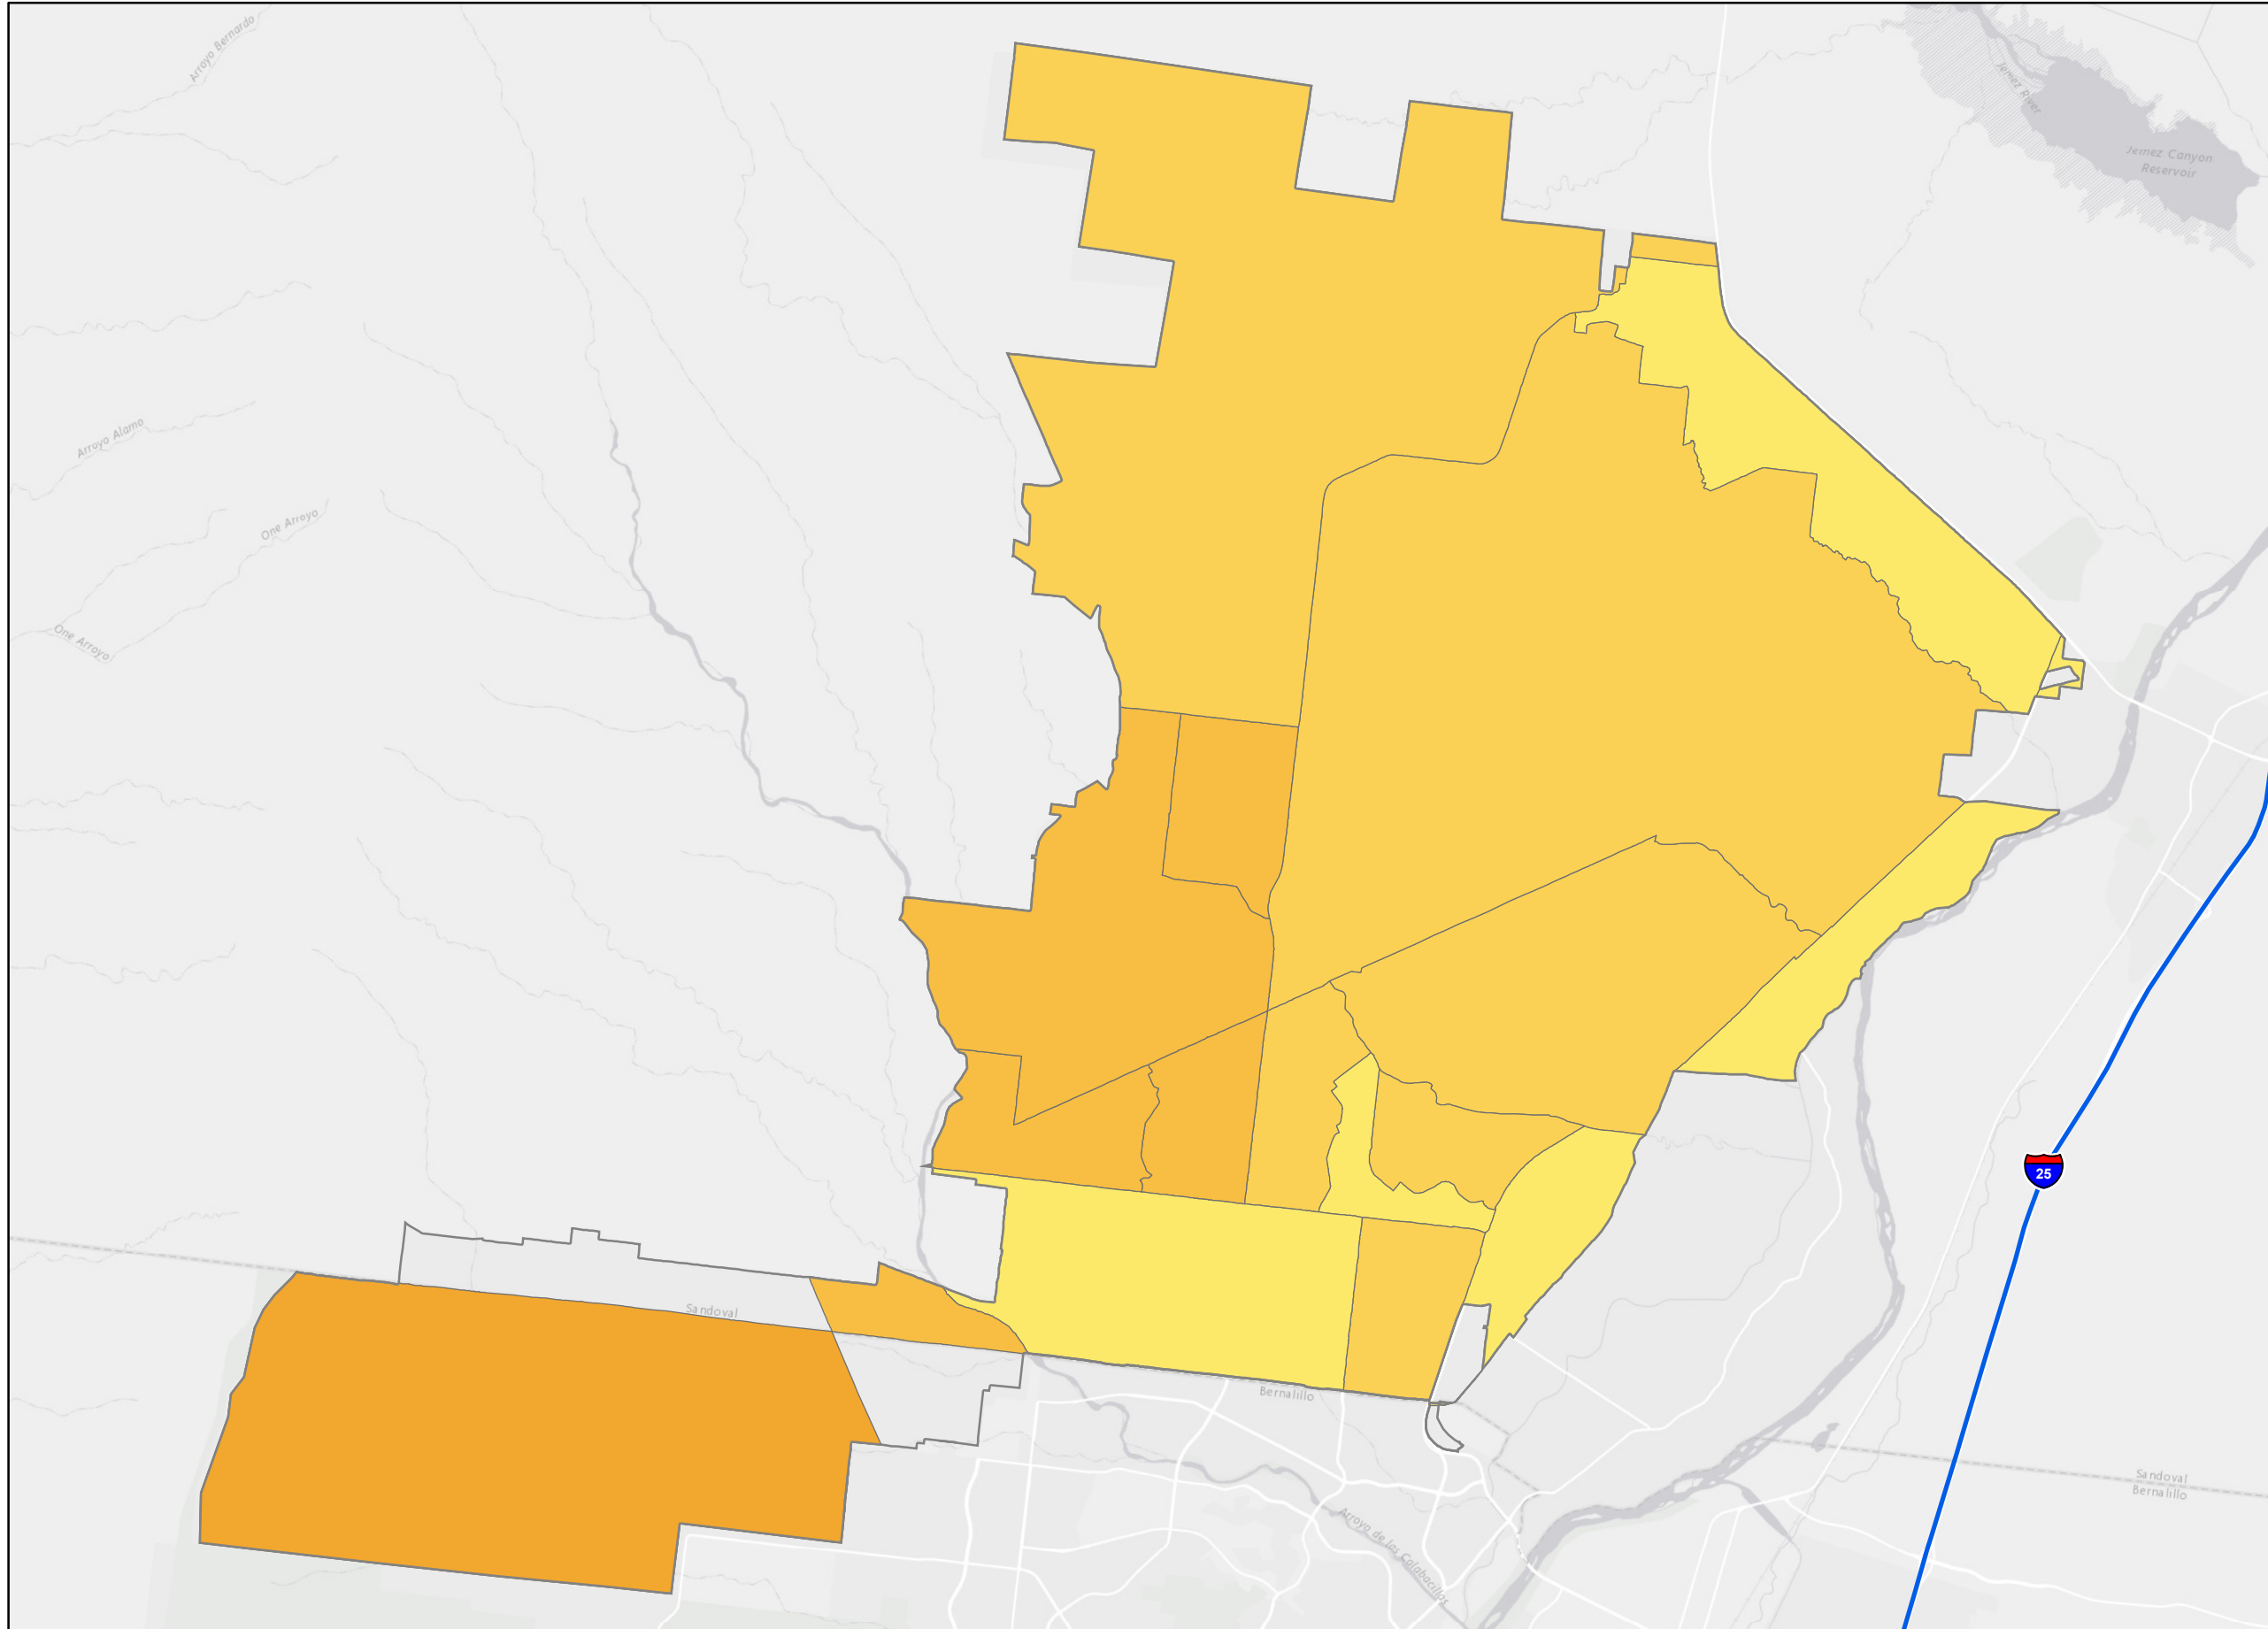 Arroyo Bernardo
Jemez River
Jemez Canyon
Reservoir
Arroyo Alamo
One Arroyo
One Arroyo
25
Sandoval
Bernalillo
Sandoval
Bernalillo
Arroyo de las Calabacillas